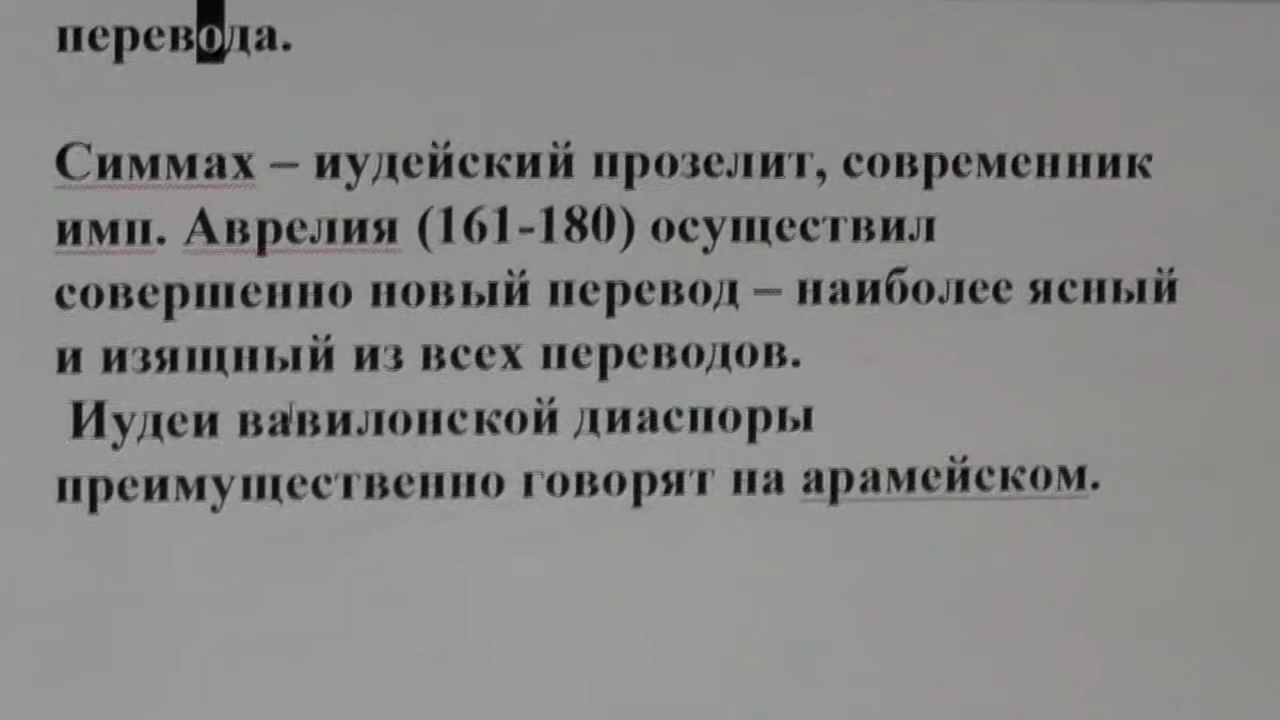 перевода.
Симмах – иудейский прозелит, современник
имп. Аврелия (161-180) осуществил
совершенно новый перевод – наиболее ясный
и изящный из всех переводов.
Иудеи вавилонской диаспоры
преимущественно говорят на арамейском.